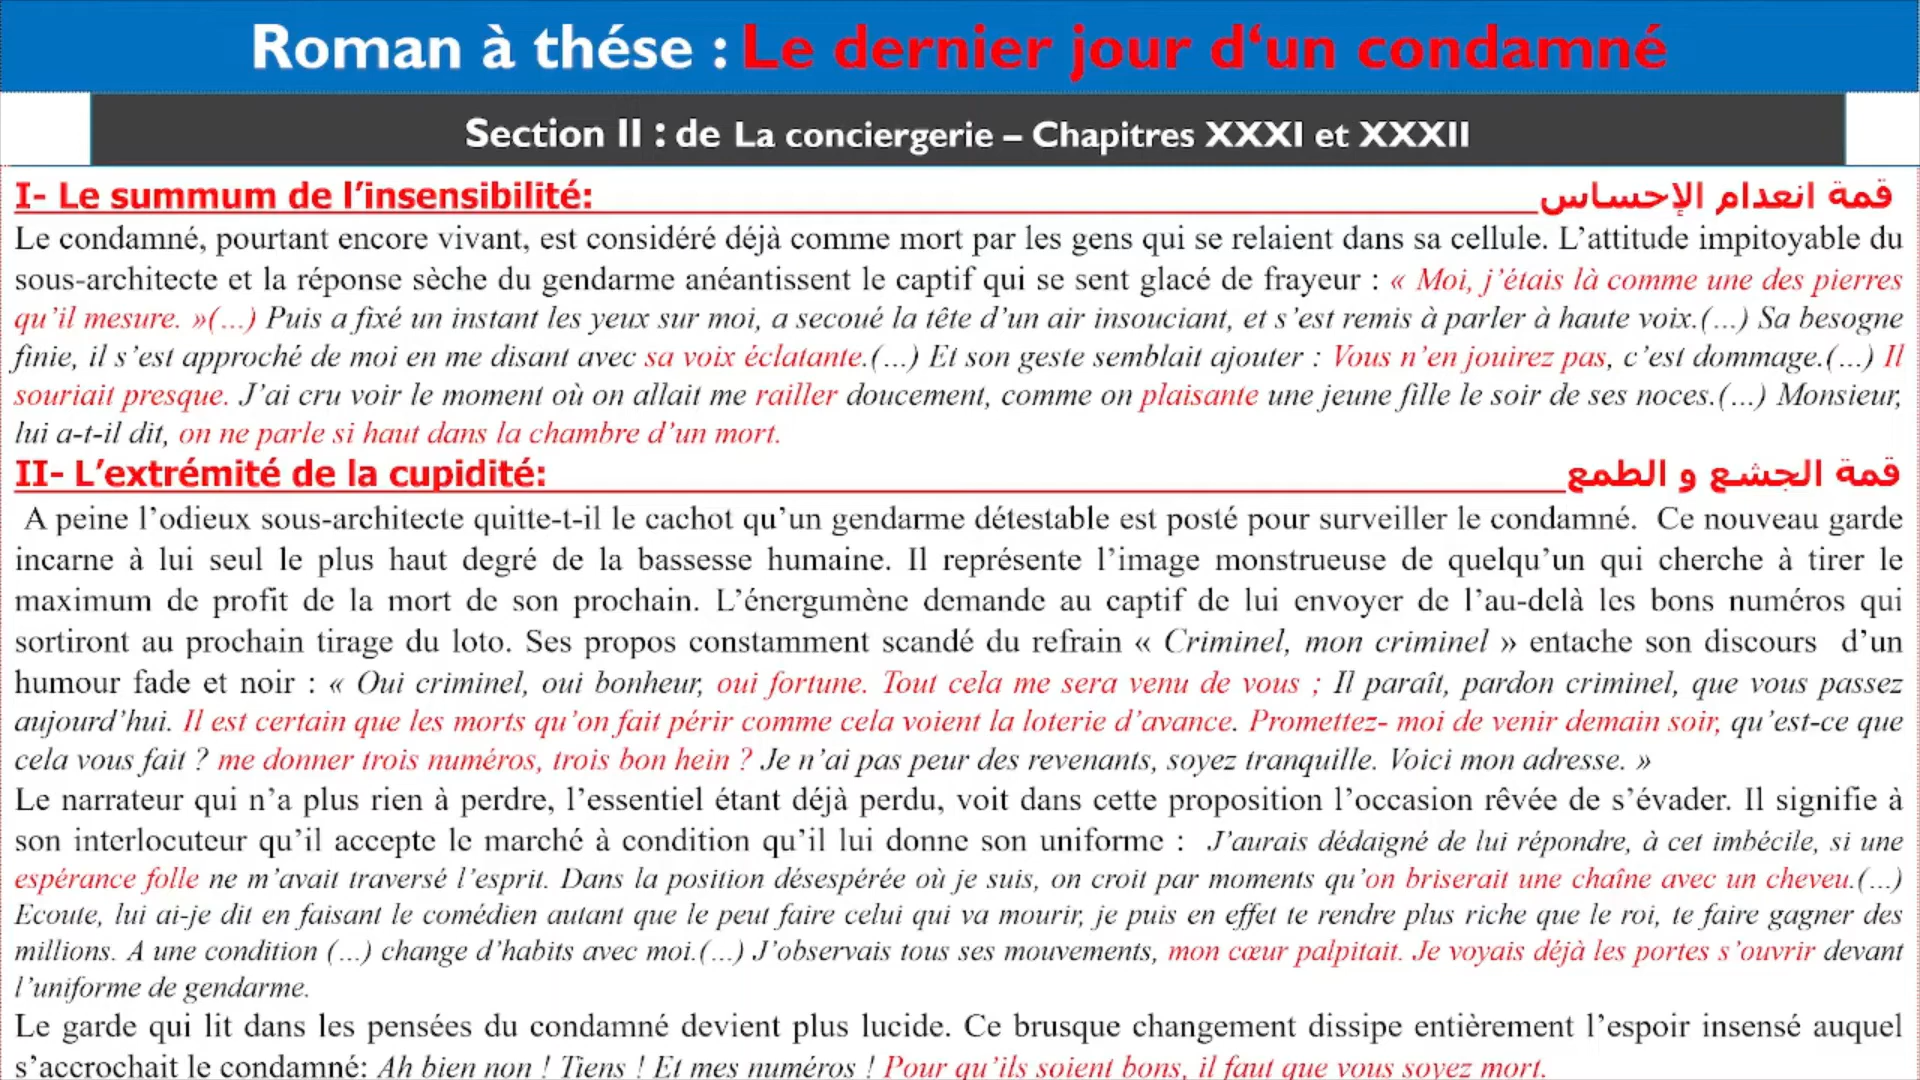 Roman à thése : Le dernier jour d‘un condamné
Section II : de La conciergerie – Chapitres XXXI et XXXII
I- Le summum de l’insensibilité: قمة انعدام الإحساس
Le condamné, pourtant encore vivant, est considéré déjà comme mort par les gens qui se relaient dans sa cellule. L’attitude impitoyable du
sous-architecte et la réponse sèche du gendarme anéantissent le captif qui se sent glacé de frayeur : « Moi, j’étais là comme une des pierres
qu’il mesure. »(…) Puis a fixé un instant les yeux sur moi, a secoué la tête d’un air insouciant, et s’est remis à parler à haute voix.(…) Sa besogne
finie, il s’est approché de moi en me disant avec sa voix éclatante.(…) Et son geste semblait ajouter : Vous n’en jouirez pas, c’est dommage.(…) Il
souriait presque. J’ai cru voir le moment où on allait me railler doucement, comme on plaisante une jeune fille le soir de ses noces.(…) Monsieur,
lui a-t-il dit, on ne parle si haut dans la chambre d’un mort.
II- L’extrémité de la cupidité: قمة الجشع و الطمع
A peine l’odieux sous-architecte quitte-t-il le cachot qu’un gendarme détestable est posté pour surveiller le condamné. Ce nouveau garde
incarne à lui seul le plus haut degré de la bassesse humaine. Il représente l’image monstrueuse de quelqu’un qui cherche à tirer le
maximum de profit de la mort de son prochain. L’énergumène demande au captif de lui envoyer de l’au-delà les bons numéros qui
sortiront au prochain tirage du loto. Ses propos constamment scandé du refrain « Criminel, mon criminel » entache son discours d’un
humour fade et noir : « Oui criminel, oui bonheur, oui fortune. Tout cela me sera venu de vous ; Il paraît, pardon criminel, que vous passez
aujourd’hui. Il est certain que les morts qu’on fait périr comme cela voient la loterie d’avance. Promettez- moi de venir demain soir, qu’est-ce que
cela vous fait ? me donner trois numéros, trois bon hein ? Je n’ai pas peur des revenants, soyez tranquille. Voici mon adresse. »
Le narrateur qui n’a plus rien à perdre, l’essentiel étant déjà perdu, voit dans cette proposition l’occasion rêvée de s’évader. Il signifie à
son interlocuteur qu’il accepte le marché à condition qu’il lui donne son uniforme : J’aurais dédaigné de lui répondre, à cet imbécile, si une
espérance folle ne m’avait traversé l’esprit. Dans la position désespérée où je suis, on croit par moments qu’on briserait une chaîne avec un cheveu.(…)
Ecoute, lui ai-je dit en faisant le comédien autant que le peut faire celui qui va mourir, je puis en effet te rendre plus riche que le roi, te faire gagner des
millions. A une condition (…) change d’habits avec moi.(…) J’observais tous ses mouvements, mon cœur palpitait. Je voyais déjà les portes s’ouvrir devant
l’uniforme de gendarme.
Le garde qui lit dans les pensées du condamné devient plus lucide. Ce brusque changement dissipe entièrement l’espoir insensé auquel
s’accrochait le condamné: Ah bien non ! Tiens ! Et mes numéros ! Pour qu’ils soient bons, il faut que vous soyez mort.